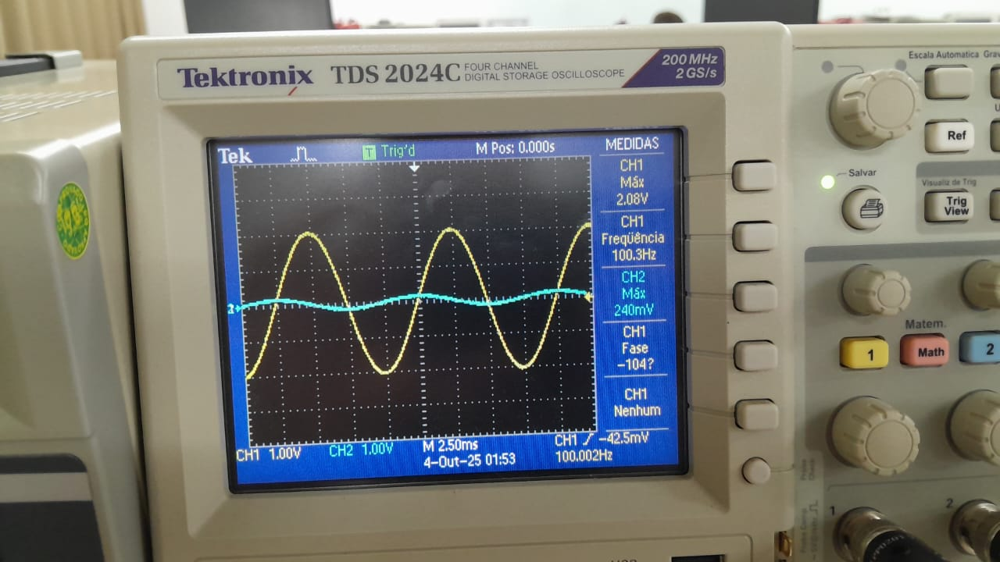 Tektronix TDS 2024C FOUR CHANNEL
DIGITAL STORAGE OSCILLOSCOPE
200 MHz
2 GS/s
Tek
T Trig'd
M Pos: 0.000s
MEDIDAS
CH1
Máx
2.08V
CH1
Freqüência
100.3Hz
CH2
Máx
240mV
CH1
Fase
-104?
CH1
Nenhum
CH1 1.00V
CH2 1.00V
M 2.50ms
CH1 -42.5mV
4-Out-25 01:53
100.002Hz
Escala Automatica
Ref
Salvar
Visualiz de Trig
Trig
View
Matem.
1
Math
2
1
2